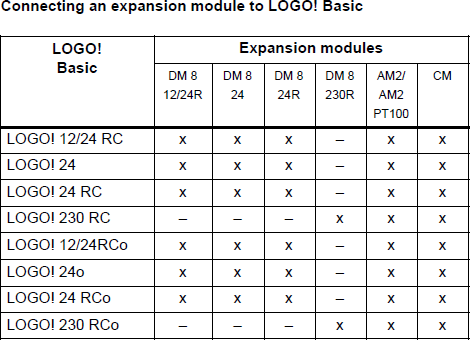 Connecting an expansion module to LOGO! Basic
LOGO! Basic Expansion modules
DM 8 12/24R DM 8 24 DM 8 24R DM 8 230R AM2/ AM2 PT100 CM
LOGO! 12/24 RC x x x – x x
LOGO! 24 x x x – x x
LOGO! 24 RC x x x – x x
LOGO! 230 RC – – – x x x
LOGO! 12/24RCo x x x – x x
LOGO! 24o x x x – x x
LOGO! 24 RCo x x x – x x
LOGO! 230 RCo – – – x x x